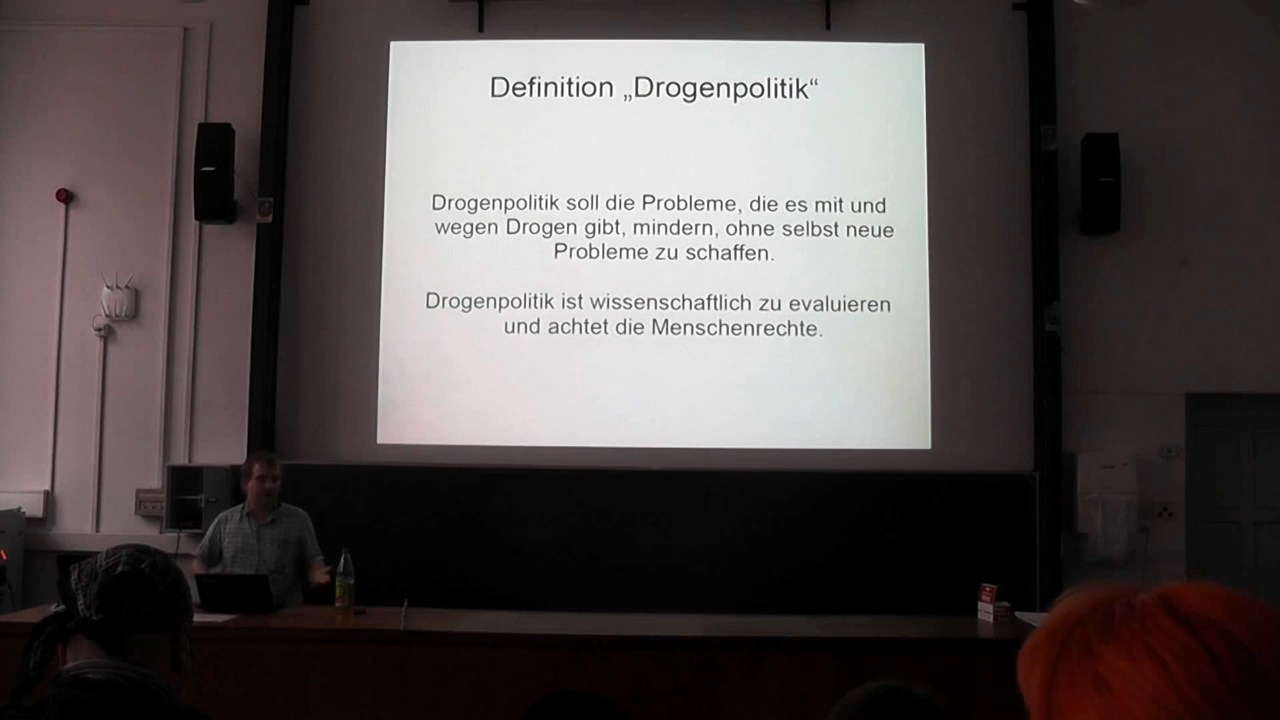 Definition „Drogenpolitik“
Drogenpolitik soll die Probleme, die es mit und
wegen Drogen gibt, mindern, ohne selbst neue
Probleme zu schaffen.
Drogenpolitik ist wissenschaftlich zu evaluieren
und achtet die Menschenrechte.